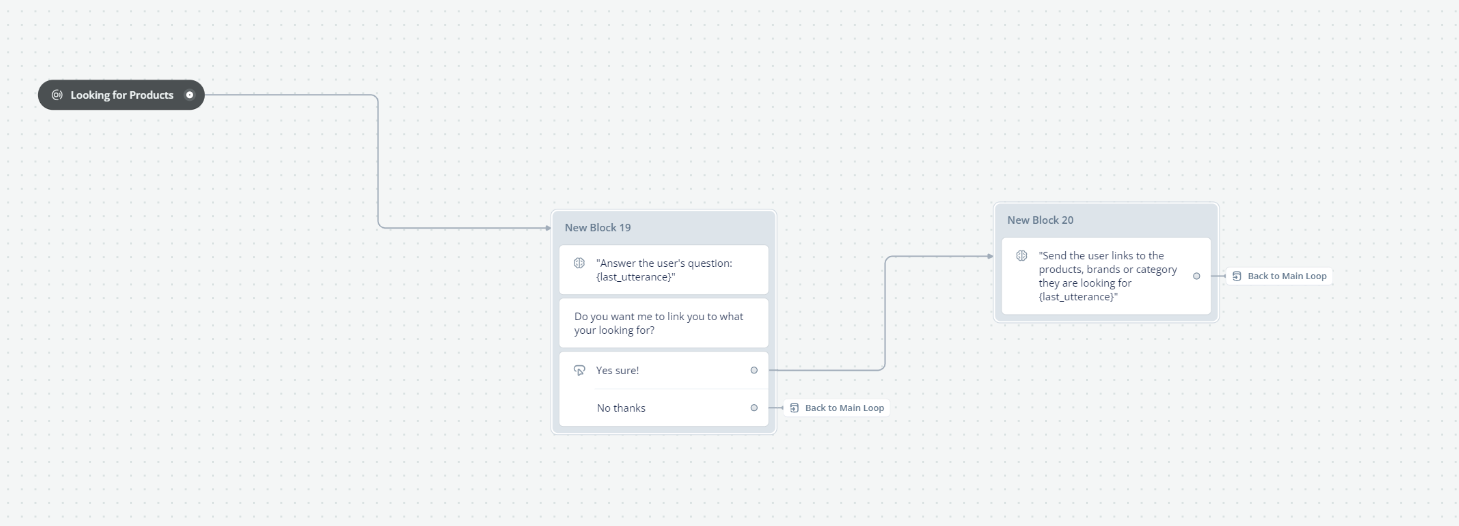 Looking for Products
New Block 19
"Answer the user's question:
{last_utterance}"
Do you want me to link you to what
your looking for?
Yes sure!
No thanks
Back to Main Loop
New Block 20
"Send the user links to the
products, brands or category
they are looking for
{last_utterance}"
Back to Main Loop